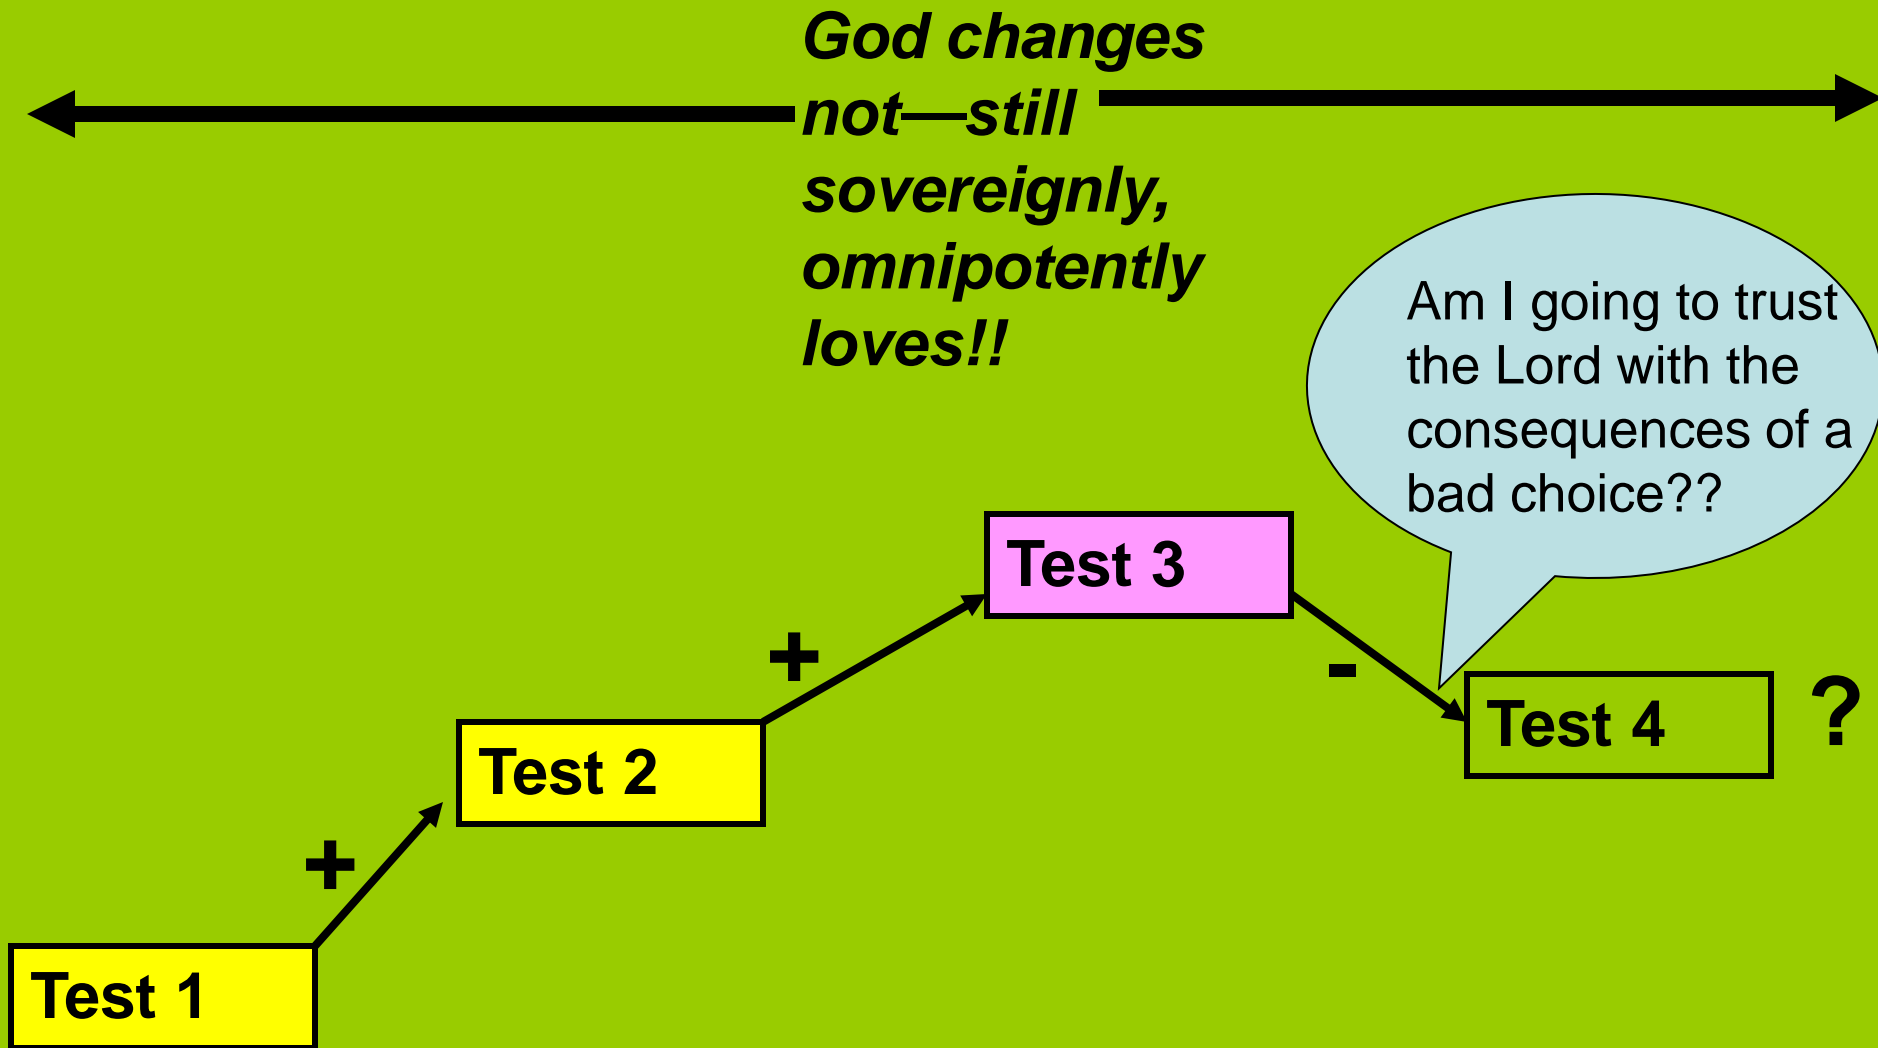 God changes
not—still
sovereignly,
omnipotently
loves!!
Am I going to trust
the Lord with the
consequences of a
bad choice??
Test 3
+
-
Test 4 ?
Test 2
+
Test 1